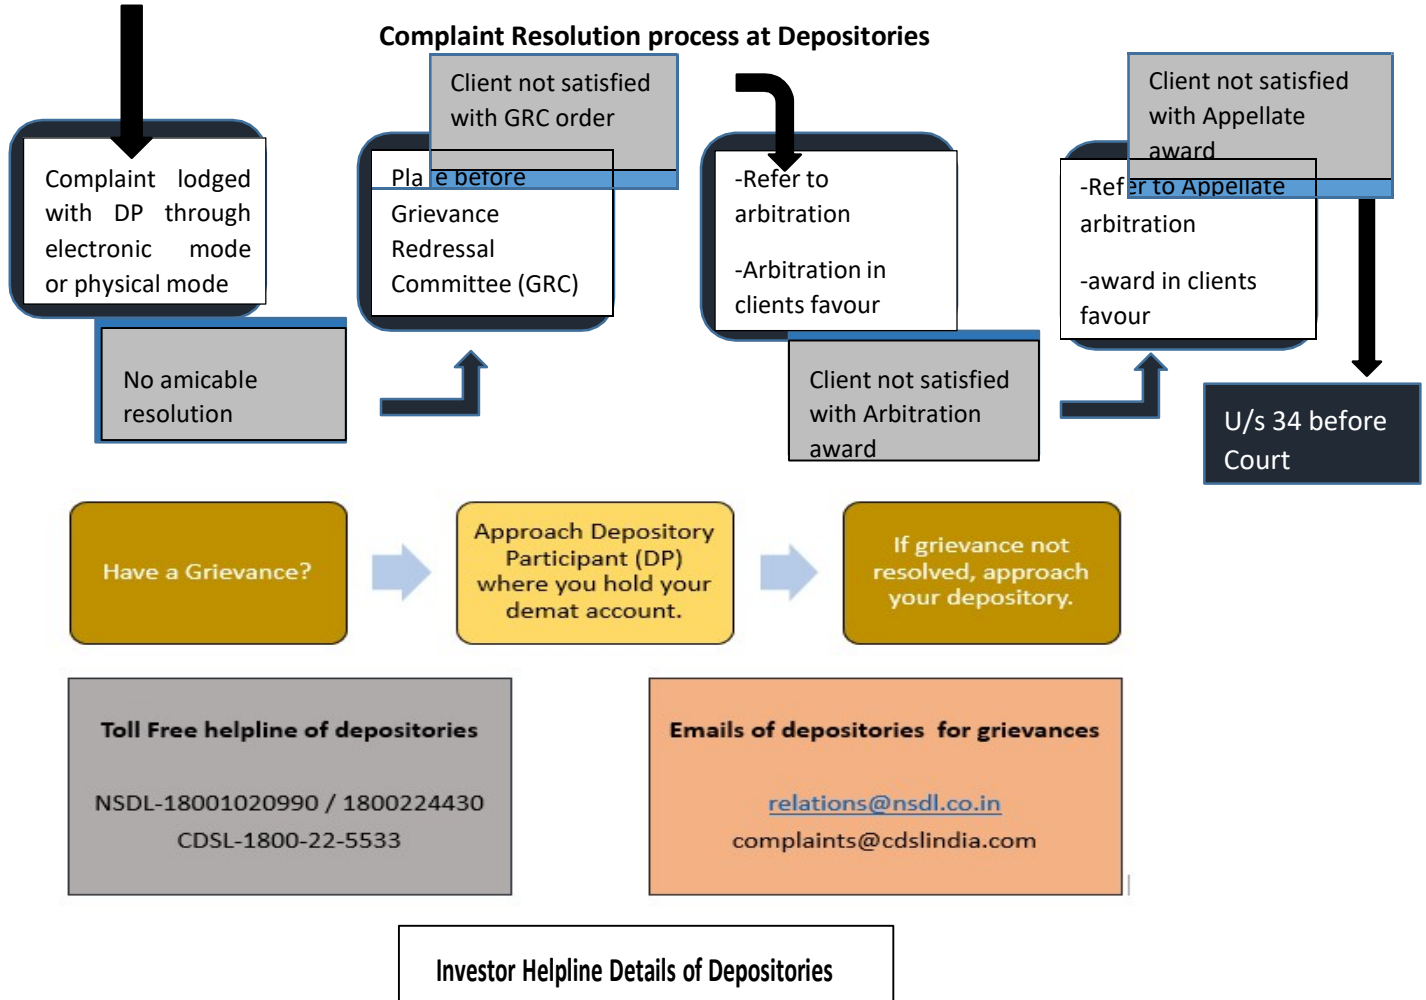 Complaint Resolution process at Depositories
Complaint lodged
with DP through
electronic mode
or physical mode
No amicable
resolution
Pla e before
Grievance
Redressal
Committee (GRC)
Client not satisfied
with GRC order
-Refer to
arbitration
-Arbitration in
clients favour
Client not satisfied
with Arbitration
award
-Refer to Appellate
arbitration
-award in clients
favour
Client not satisfied
with Appellate
award
U/s 34 before
Court
Have a Grievance?
Approach Depository
Participant (DP)
where you hold your
demat account.
If grievance not
resolved, approach
your depository.
Toll Free helpline of depositories
NSDL-18001020990 / 1800224430
CDSL-1800-22-5533
Emails of depositories for grievances
relations@nsdl.co.in
complaints@cdslindia.com
Investor Helpline Details of Depositories